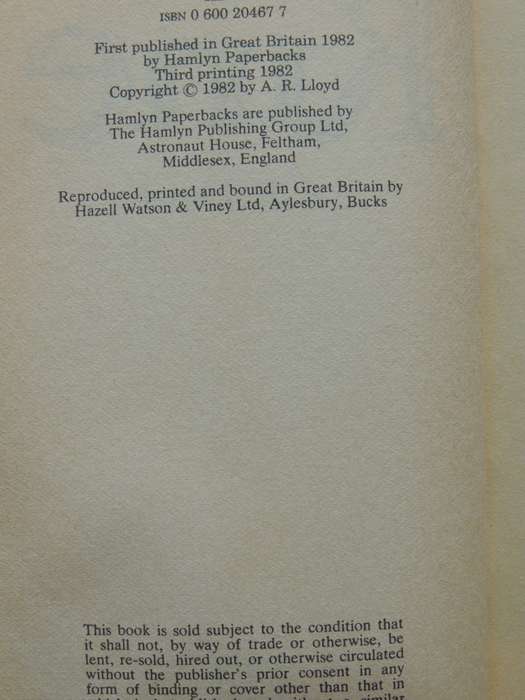 ISBN 0 600 20467 7
First published in Great Britain 1982
by Hamlyn Paperbacks
Third printing 1982
Copyright © 1982 by A. R. Lloyd
Hamlyn Paperbacks are published by
The Hamlyn Publishing Group Ltd,
Astronaut House, Feltham,
Middlesex, England
Reproduced, printed and bound in Great Britain by
Hazell Watson & Viney Ltd, Aylesbury, Bucks
This book is sold subject to the condition that
it shall not, by way of trade or otherwise, be
lent, re-sold, hired out, or otherwise circulated
without the publisher's prior consent in any
form of binding or cover other than that in
similar